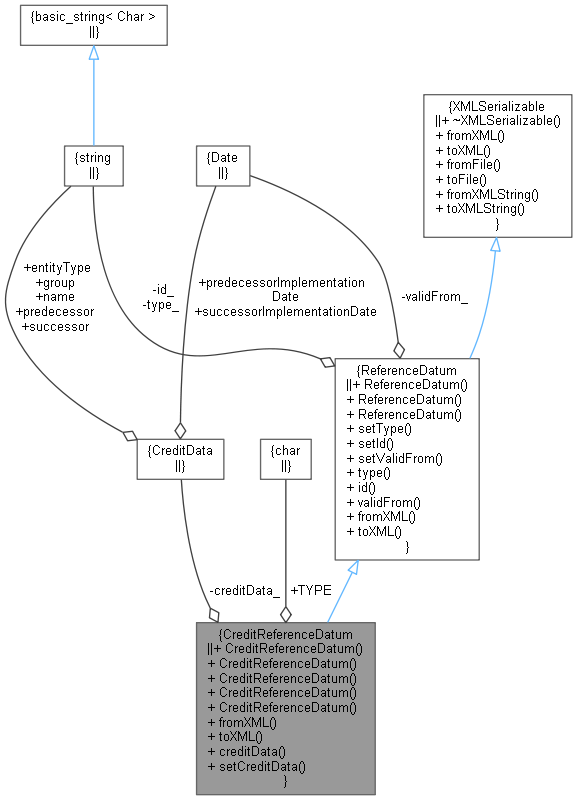 {basic_string< Char >
||}
{XMLSerializable
||+ ~XMLSerializable()
+ fromXML()
+ toXML()
+ fromFile()
+ toFile()
+ fromXMLString()
+ toXMLString()
}
{string
||}
{Date
||}
+entityType
+group
+name
+predecessor
+successor
-id_
-type_
+predecessorImplementation
Date
+successorImplementationDate
-validFrom_
{ReferenceDatum
||+ ReferenceDatum()
+ ReferenceDatum()
+ ReferenceDatum()
+ setType()
+ setId()
+ setValidFrom()
+ type()
+ id()
+ validFrom()
+ fromXML()
+ toXML()
}
{CreditData
||}
{char
||}
-creditData_
+TYPE
{CreditReferenceDatum
||+ CreditReferenceDatum()
+ CreditReferenceDatum()
+ CreditReferenceDatum()
+ CreditReferenceDatum()
+ CreditReferenceDatum()
+ fromXML()
+ toXML()
+ creditData()
+ setCreditData()
}